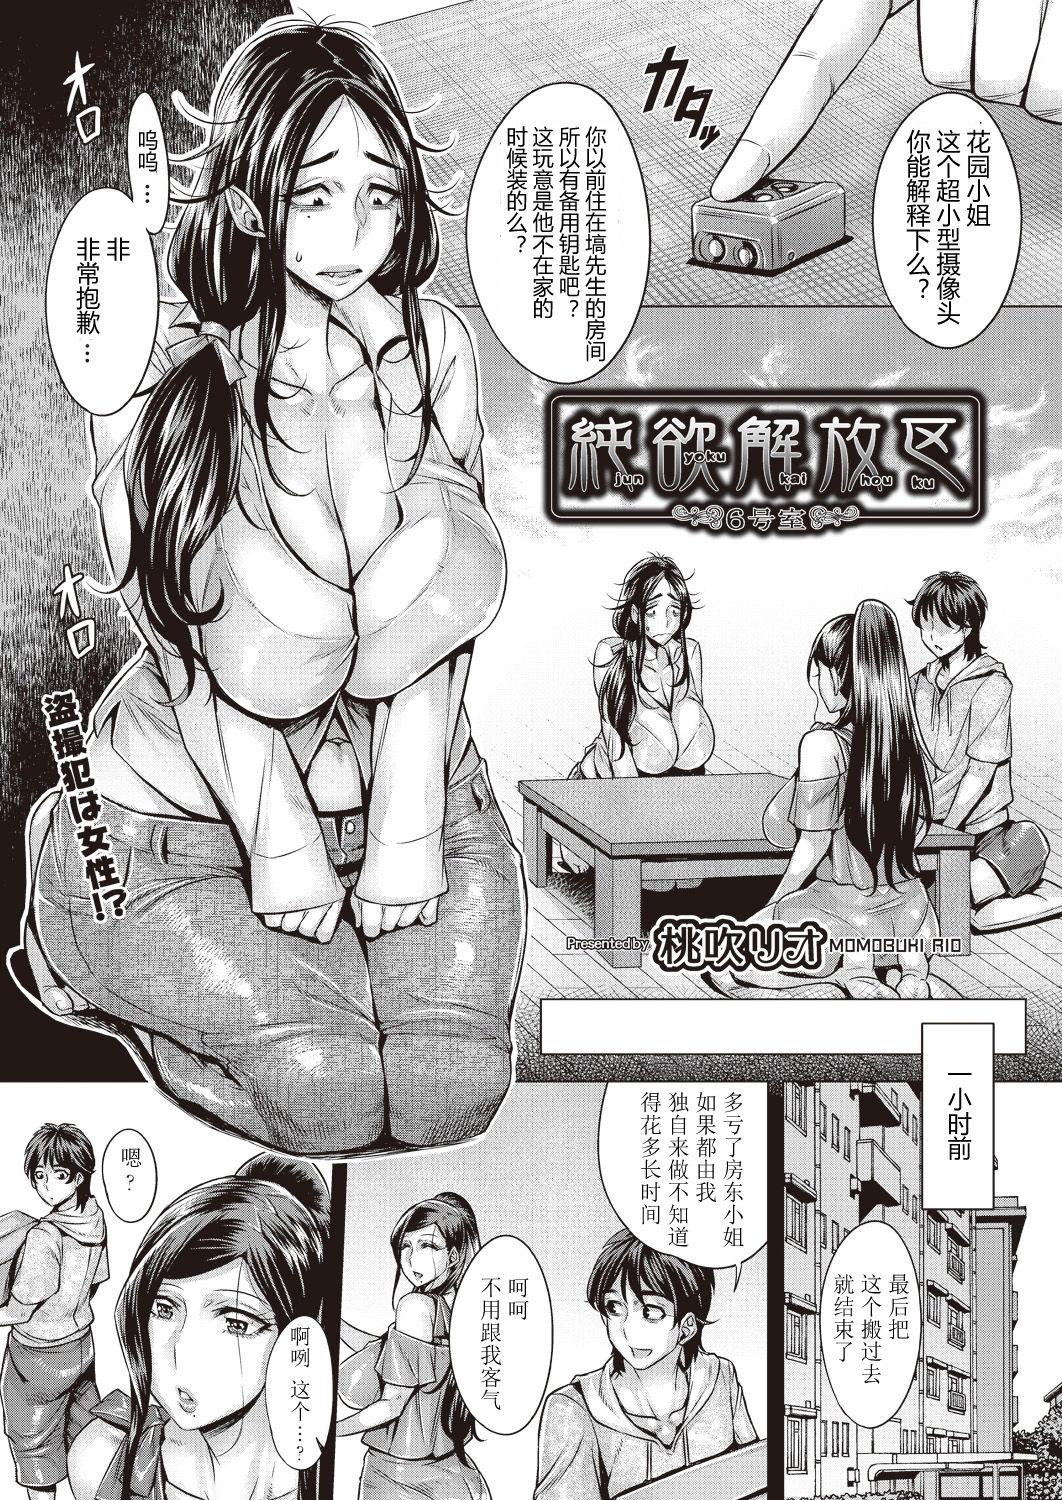 花园小姐
这个超小型摄像头
你能解释下么？
カタッ
你以前住在塙先生的房间
所以有备用钥匙吧？
这玩意是他不在家的
时候装的么？
オロ
呜呜…
非
非常抱歉…
オロ
純欲解放区
jun yoku kai hou ku
6号室
盗撮犯は女性!?
Presented by 桃吹リオ MOMOBUKI RIO
一小时前
最后把
这个搬过去
就结束了
多亏了房东小姐
如果都由我
独自来做不知道
得花多长时间
呵呵
不用跟我客气
啊咧 这个…?
嗯?